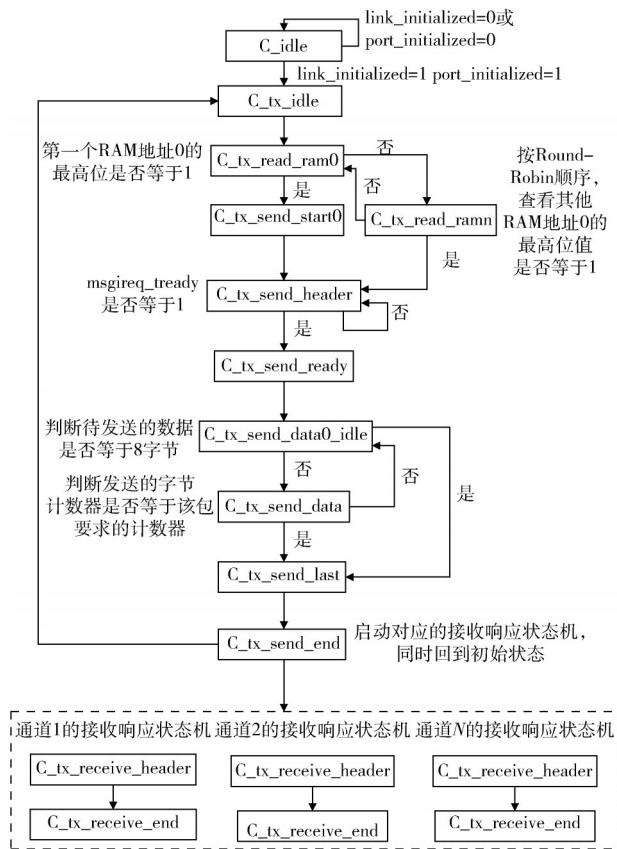 link_initialized=0或
port_initialized=0
C_idle
link_initialized=1 port_initialized=1
C_tx_idle
第一个RAM地址0的
最高位是否等于1
C_tx_read_ram0
否
是
否
C_tx_send_start0
C_tx_read_ramn
按Round-
Robin顺序,
查看其他
RAM地址0的
最高位值
是否等于1
是
msgireq_tready
是否等于1
C_tx_send_header
否
是
C_tx_send_ready
判断待发送的数据
是否等于8字节
C_tx_send_data0_idle
否
否
是
判断发送的字节
计数器是否等于该包
要求的计数器
C_tx_send_data
是
C_tx_send_last
C_tx_send_end
启动对应的接收响应状态机,
同时回到初始状态
通道1的接收响应状态机 通道2的接收响应状态机 通道N的接收响应状态机
C_tx_receive_header C_tx_receive_header C_tx_receive_header
C_tx_receive_end C_tx_receive_end C_tx_receive_end